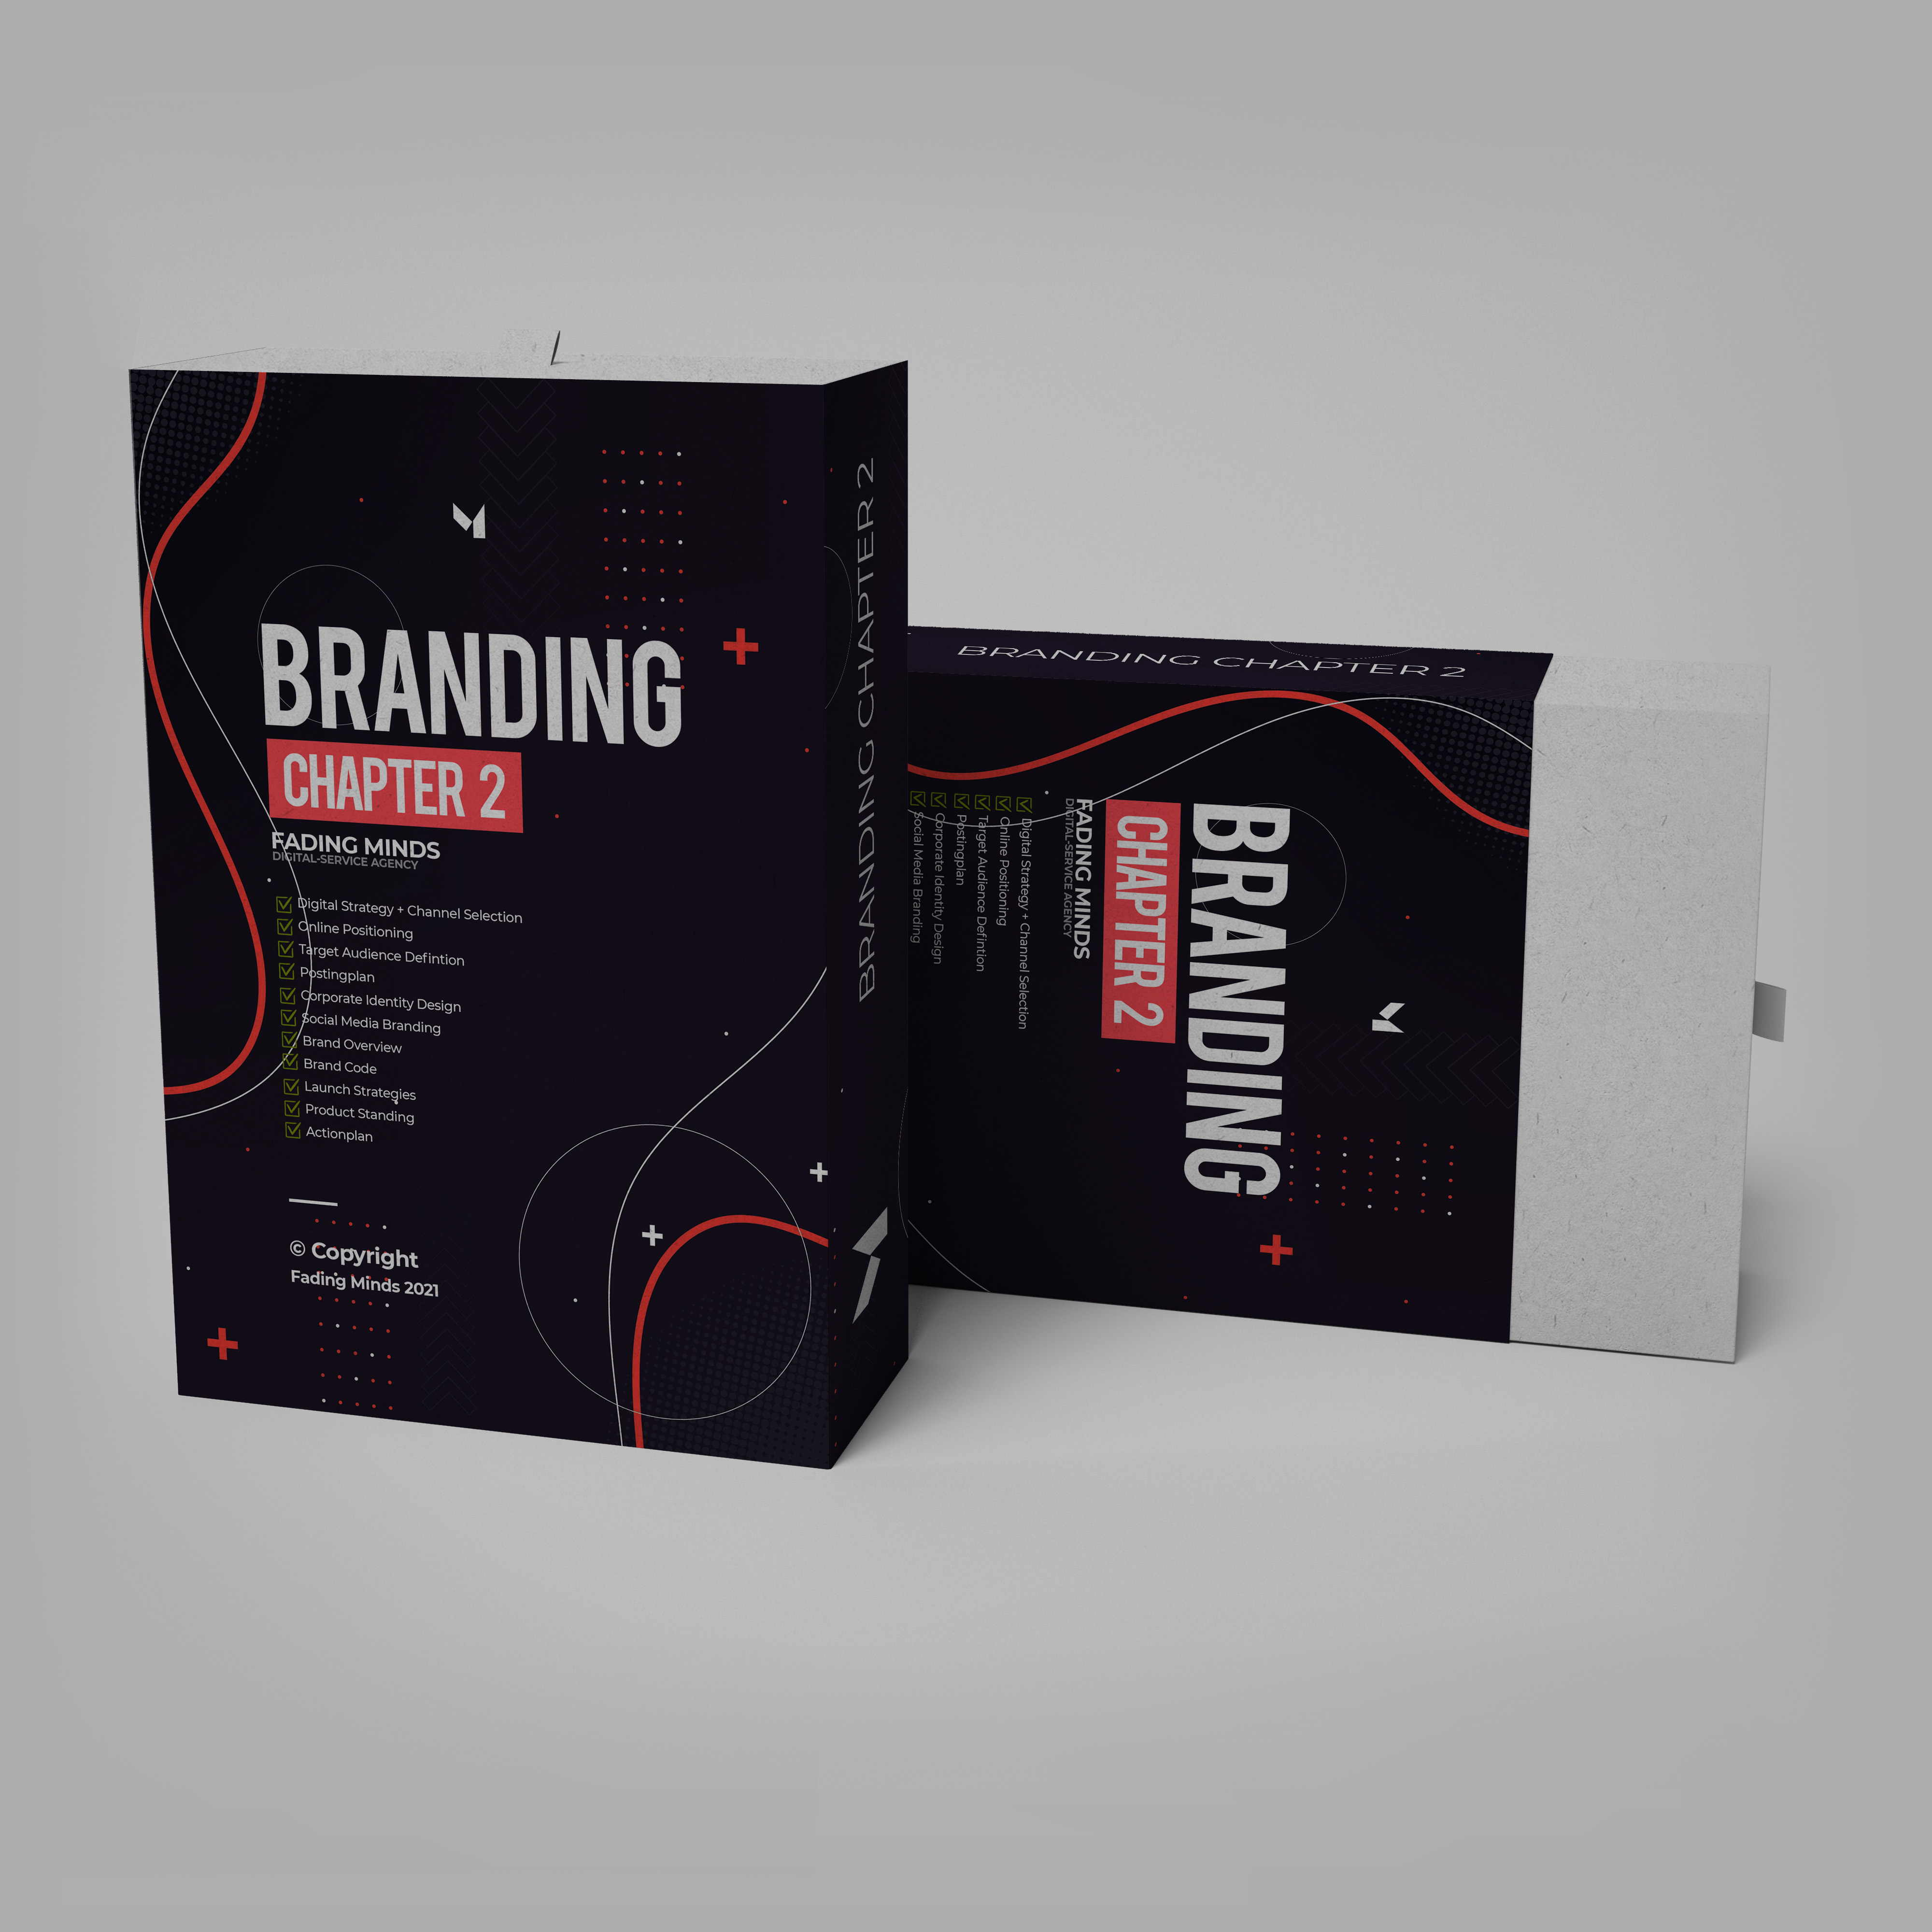 BRANDING
CHAPTER 2
FADING MINDS
DIGITAL-SERVICE AGENCY
Digital Strategy + Channel Selection
Online Positioning
Target Audience Defintion
Postingplan
Corporate Identity Design
Social Media Branding
Brand Overview
Brand Code
Launch Strategies
Product Standing
Actionplan
© Copyright
Fading Minds 2021
BRANDING CHAPTER 2
BRANDING CHAPTER 2
BRANDING
CHAPTER 2
FADING MINDS
DIGITAL-SERVICE AGENCY
Digital Strategy + Channel Selection
Online Positioning
Target Audience Defintion
Postingplan
Corporate Identity Design
Social Media Branding